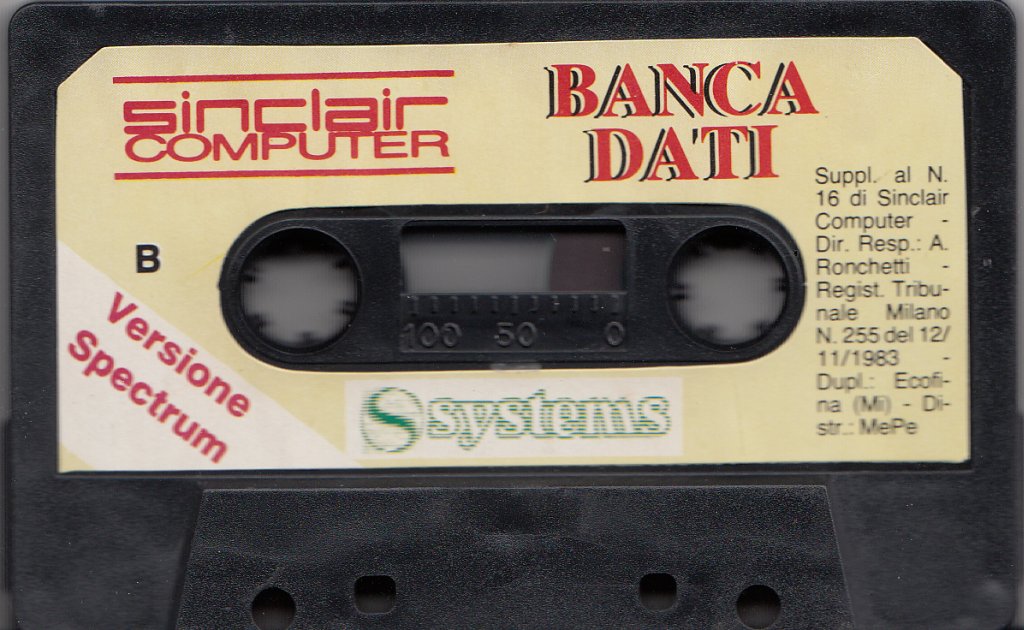 sinclair
COMPUTER
BANCA
DATI
Suppl. al N.
16 di Sinclair
Computer -
Dir. Resp.: A.
Ronchetti -
Regist. Tribu-
nale Milano
N. 255 del 12/
11/1983 -
Dupl.: Ecofi-
na (Mi) - Di-
str.: MePe
B
Versione
Spectrum
100 50 0
S systems